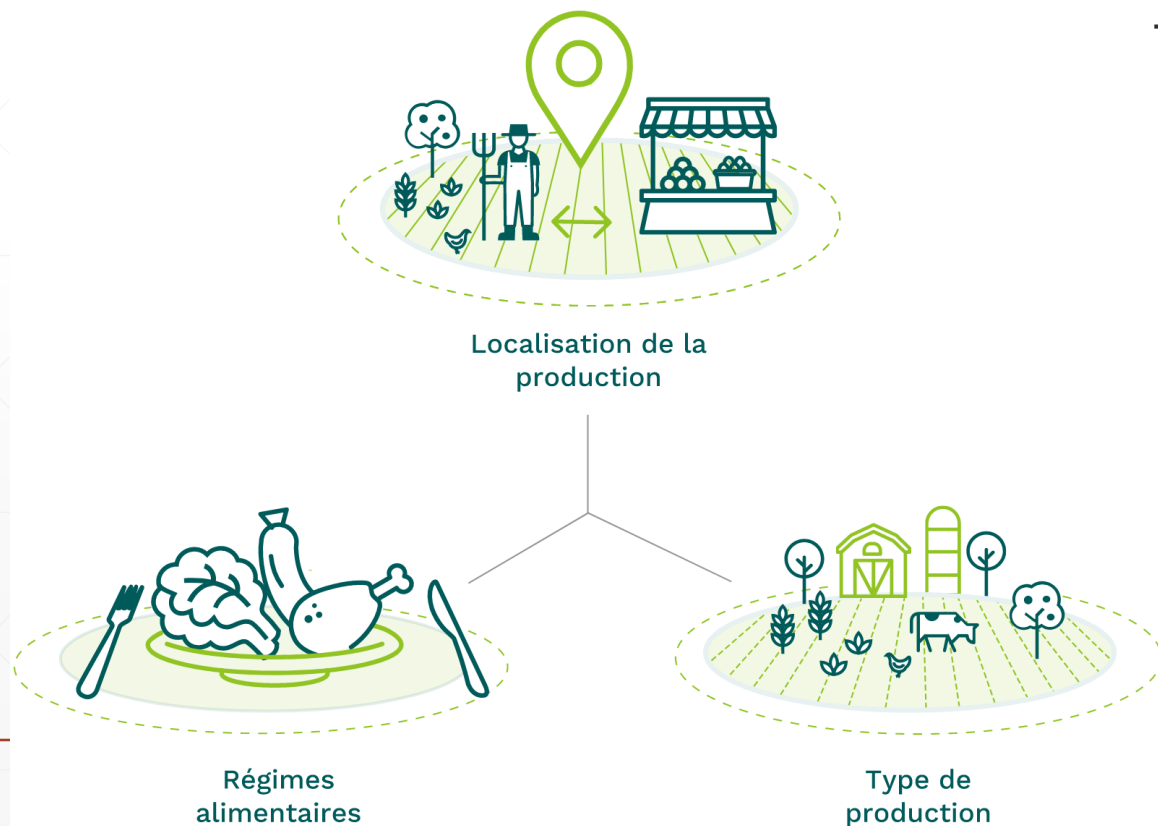 Localisation de la
production
Régimes
alimentaires
Type de
production